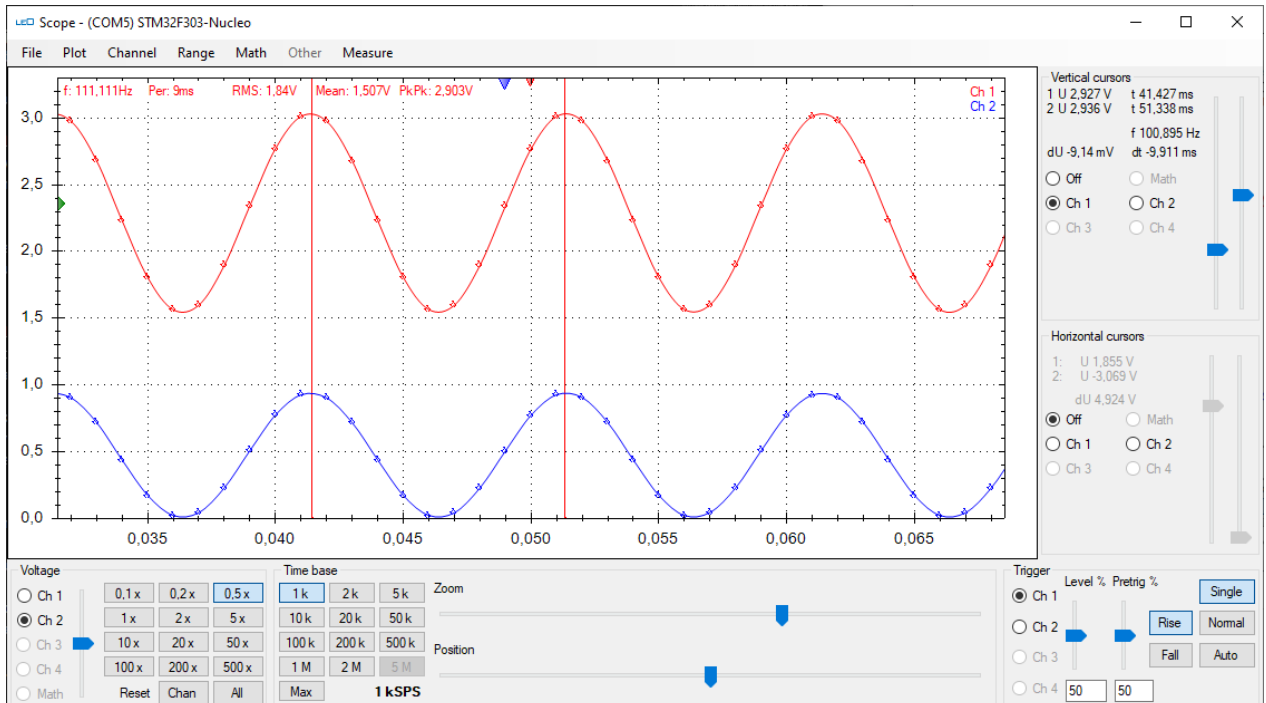 LEO Scope - (COM5) STM32F303-Nucleo
File Plot Channel Range Math Other Measure
f: 111,111Hz Per: 9ms RMS: 1,84V Mean: 1,507V PkPk: 2,903V
Ch 1
Ch 2
3,0
2,5
2,0
1,5
1,0
0,5
0,0
0,035 0,040 0,045 0,050 0,055 0,060 0,065
Vertical cursors
1 U 2,927 V t 41,427 ms
2 U 2,936 V t 51,338 ms
f 100,895 Hz
dU -9,14 mV dt -9,911 ms
Off Math
Ch 1 Ch 2
Ch 3 Ch 4
Horizontal cursors
1: U 1,855 V
2: U -3,069 V
dU 4,924 V
Off Math
Ch 1 Ch 2
Ch 3 Ch 4
Voltage
Ch 1 0,1 x 0,2 x 0,5 x
Ch 2 1 x 2 x 5 x
Ch 3 10 x 20 x 50 x
Ch 4 100 x 200 x 500 x
Math Reset Chan All
Time base
1 k 2 k 5 k
10 k 20 k 50 k
100 k 200 k 500 k
1 M 2 M 5 M
Max 1 kSPS
Zoom
Position
Trigger
Level % Pretrig %
Ch 1 Single
Ch 2 Rise Normal
Ch 3 Fall Auto
Ch 4 50 50